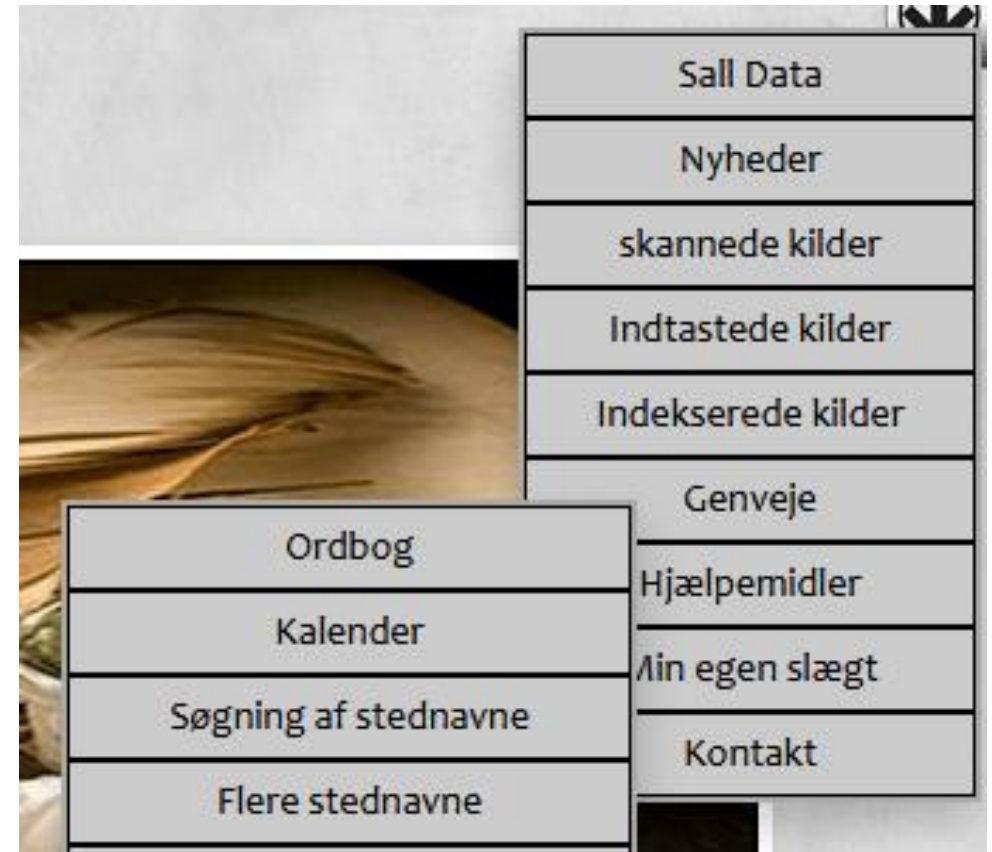 Sall Data
Nyheder
skannede kilder
Indtastede kilder
Indekserede kilder
Genveje
Hjælpemidler
Min egen slægt
Kontakt
Ordbog
Kalender
Søgning af stednavne
Flere stednavne